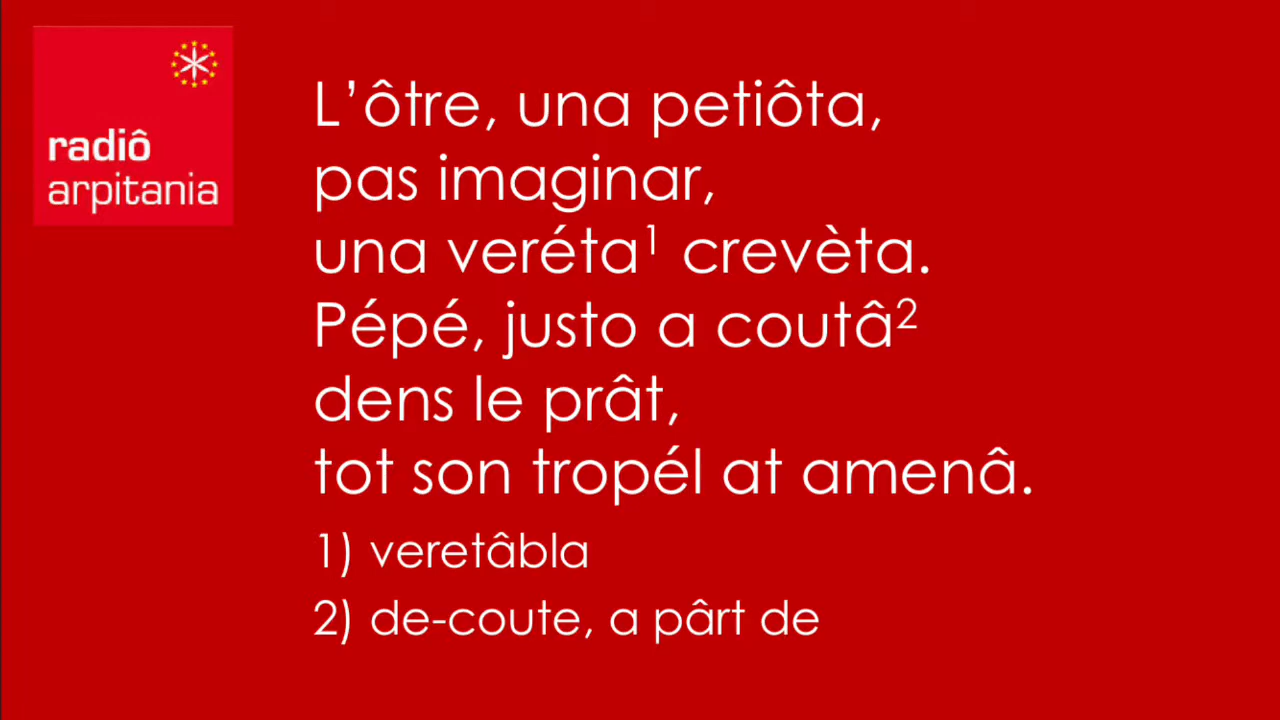 radiô
arpitania
L’ôtre, una petiôta,
pas imaginar,
una veréta¹ crevèta.
Pépé, justo a coutâ²
dens le prât,
tot son tropél at amenâ.
1) veretâbla
2) de-coute, a pârt de